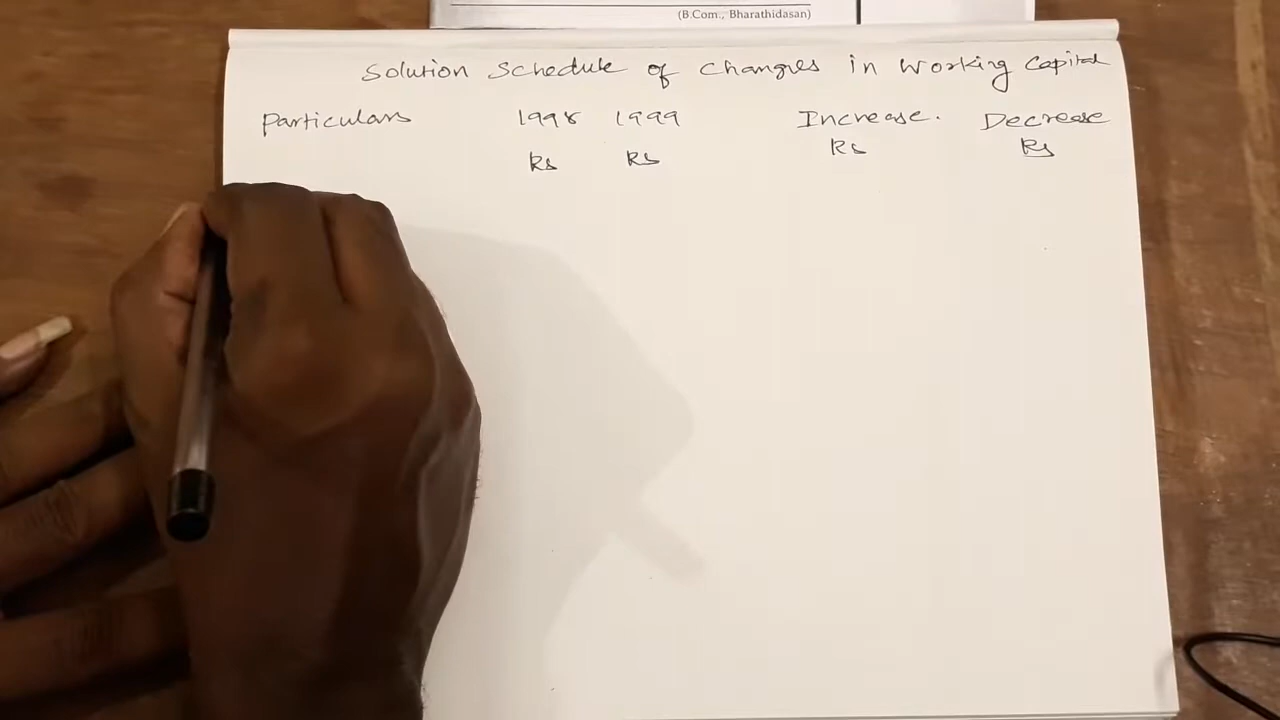 (B.Com., Bharathidasan)
Solution Schedule of Changes in Working Capital
Particulars 1998 1999 Increase. Decrease
Rs Rs Rs Rs